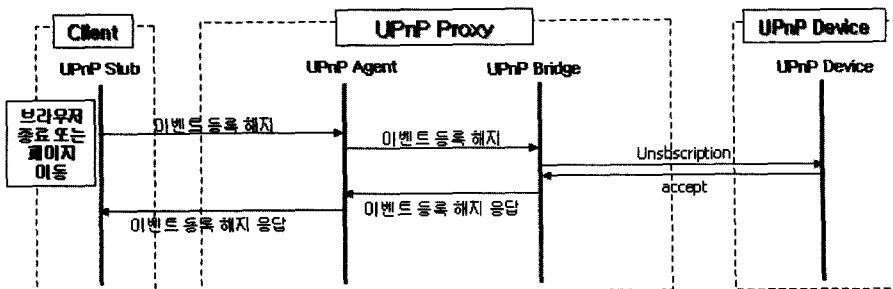 Client
UPnP Proxy
UPnP Device
UPnP Stub
UPnP Agent
UPnP Bridge
UPnP Device
브라우저
종료 또는
페이지
이동
이벤트 등록 해지
이벤트 등록 해지
Unsbscription
accept
이벤트 등록 해지 응답
이벤트 등록 해지 응답